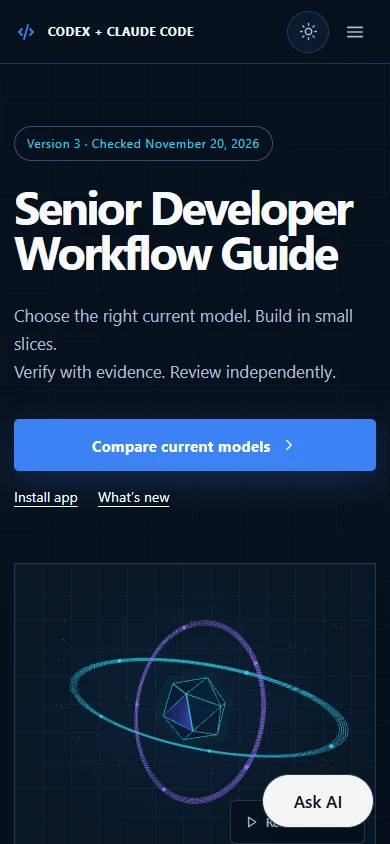 CODEX + CLAUDE CODE
Version 3 · Checked November 20, 2026
Senior Developer
Workflow Guide
Choose the right current model. Build in small
slices.
Verify with evidence. Review independently.
Compare current models
Install app What's new
Ask AI